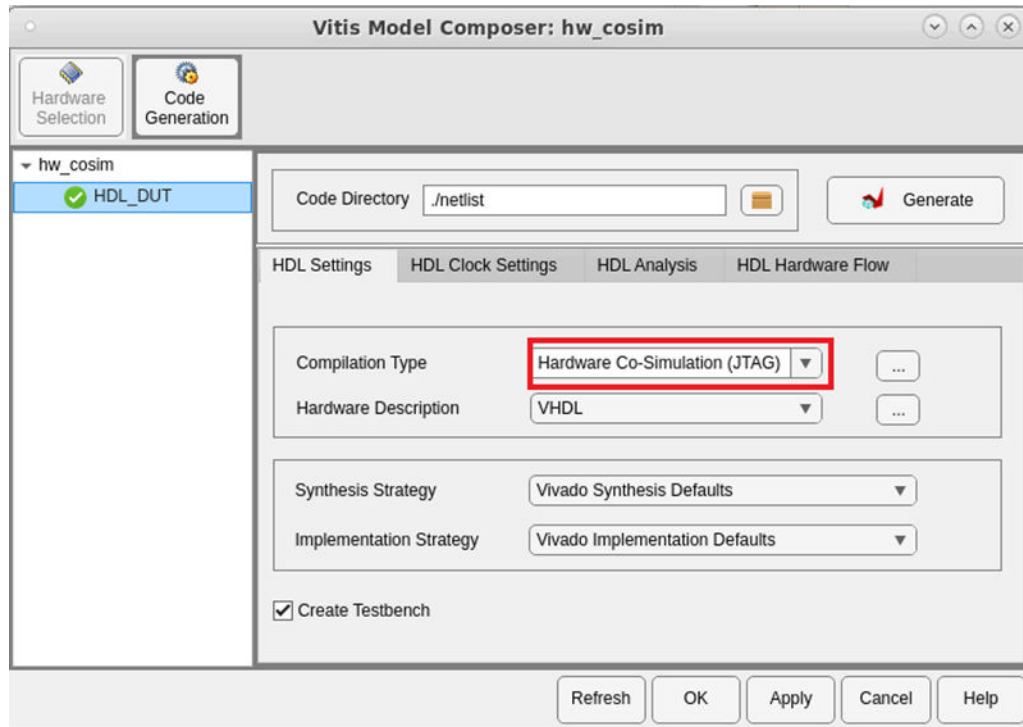 Vitis Model Composer: hw_cosim
Hardware Selection
Code Generation
hw_cosim
HDL_DUT
Code Directory ./netlist Generate
HDL Settings HDL Clock Settings HDL Analysis HDL Hardware Flow
Compilation Type Hardware Co-Simulation (JTAG) ...
Hardware Description VHDL ...
Synthesis Strategy Vivado Synthesis Defaults
Implementation Strategy Vivado Implementation Defaults
Create Testbench
Refresh OK Apply Cancel Help